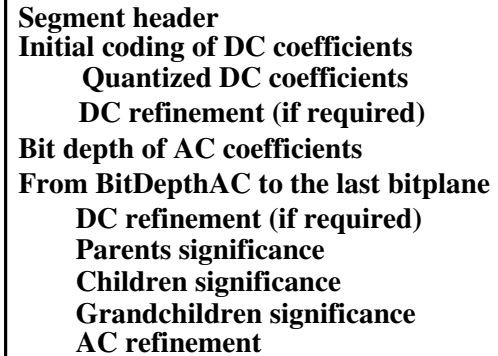 Segment header
Initial coding of DC coefficients
Quantized DC coefficients
DC refinement (if required)
Bit depth of AC coefficients
From BitDepthAC to the last bitplane
DC refinement (if required)
Parents significance
Children significance
Grandchildren significance
AC refinement